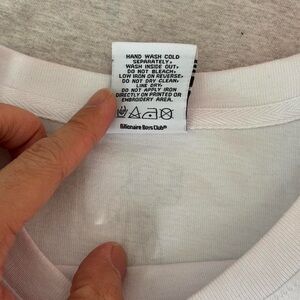 HAND WASH COLD
SEPARATELY,
WASH INSIDE OUT,
DO NOT BLEACH,
LOW IRON ON REVERSE,
DO NOT DRY CLEAN,
LINE DRY,
DO NOT APPLY IRON
DIRECTLY ON PRINTED OR
EMBROIDERY AREA.
Billionaire Boys Club®